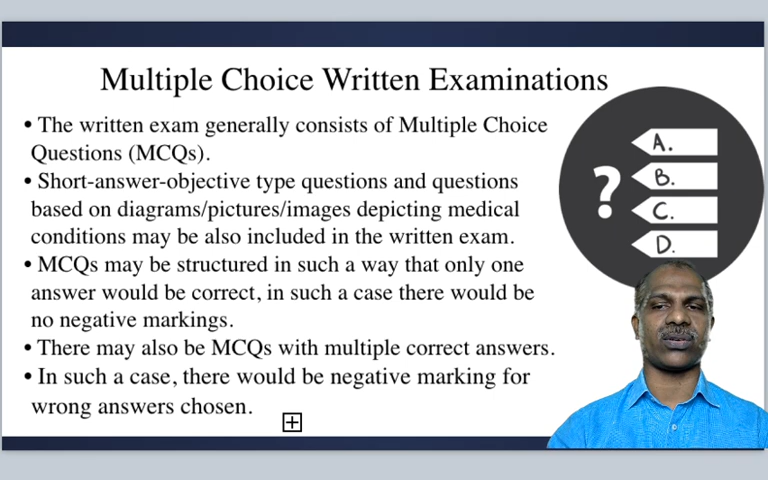 Multiple Choice Written Examinations
• The written exam generally consists of Multiple Choice
Questions (MCQs).
• Short-answer-objective type questions and questions
based on diagrams/pictures/images depicting medical
conditions may be also included in the written exam.
• MCQs may be structured in such a way that only one
answer would be correct, in such a case there would be
no negative markings.
• There may also be MCQs with multiple correct answers.
• In such a case, there would be negative marking for
wrong answers chosen.
?
A.
B.
C.
D.